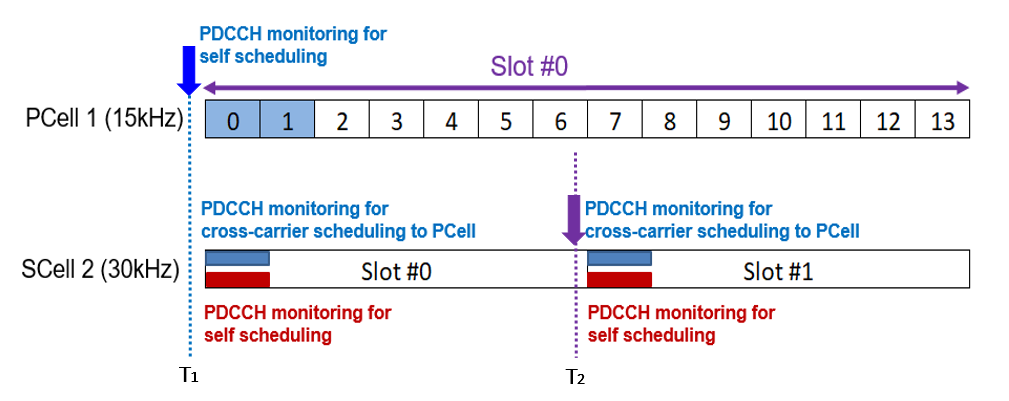 PDCCH monitoring for
self scheduling
Slot #0
PCell 1 (15kHz)
0 1 2 3 4 5 6 7 8 9 10 11 12 13
PDCCH monitoring for
cross-carrier scheduling to PCell
PDCCH monitoring for
cross-carrier scheduling to PCell
SCell 2 (30kHz)
Slot #0
Slot #1
PDCCH monitoring for
self scheduling
PDCCH monitoring for
self scheduling
T1
T2